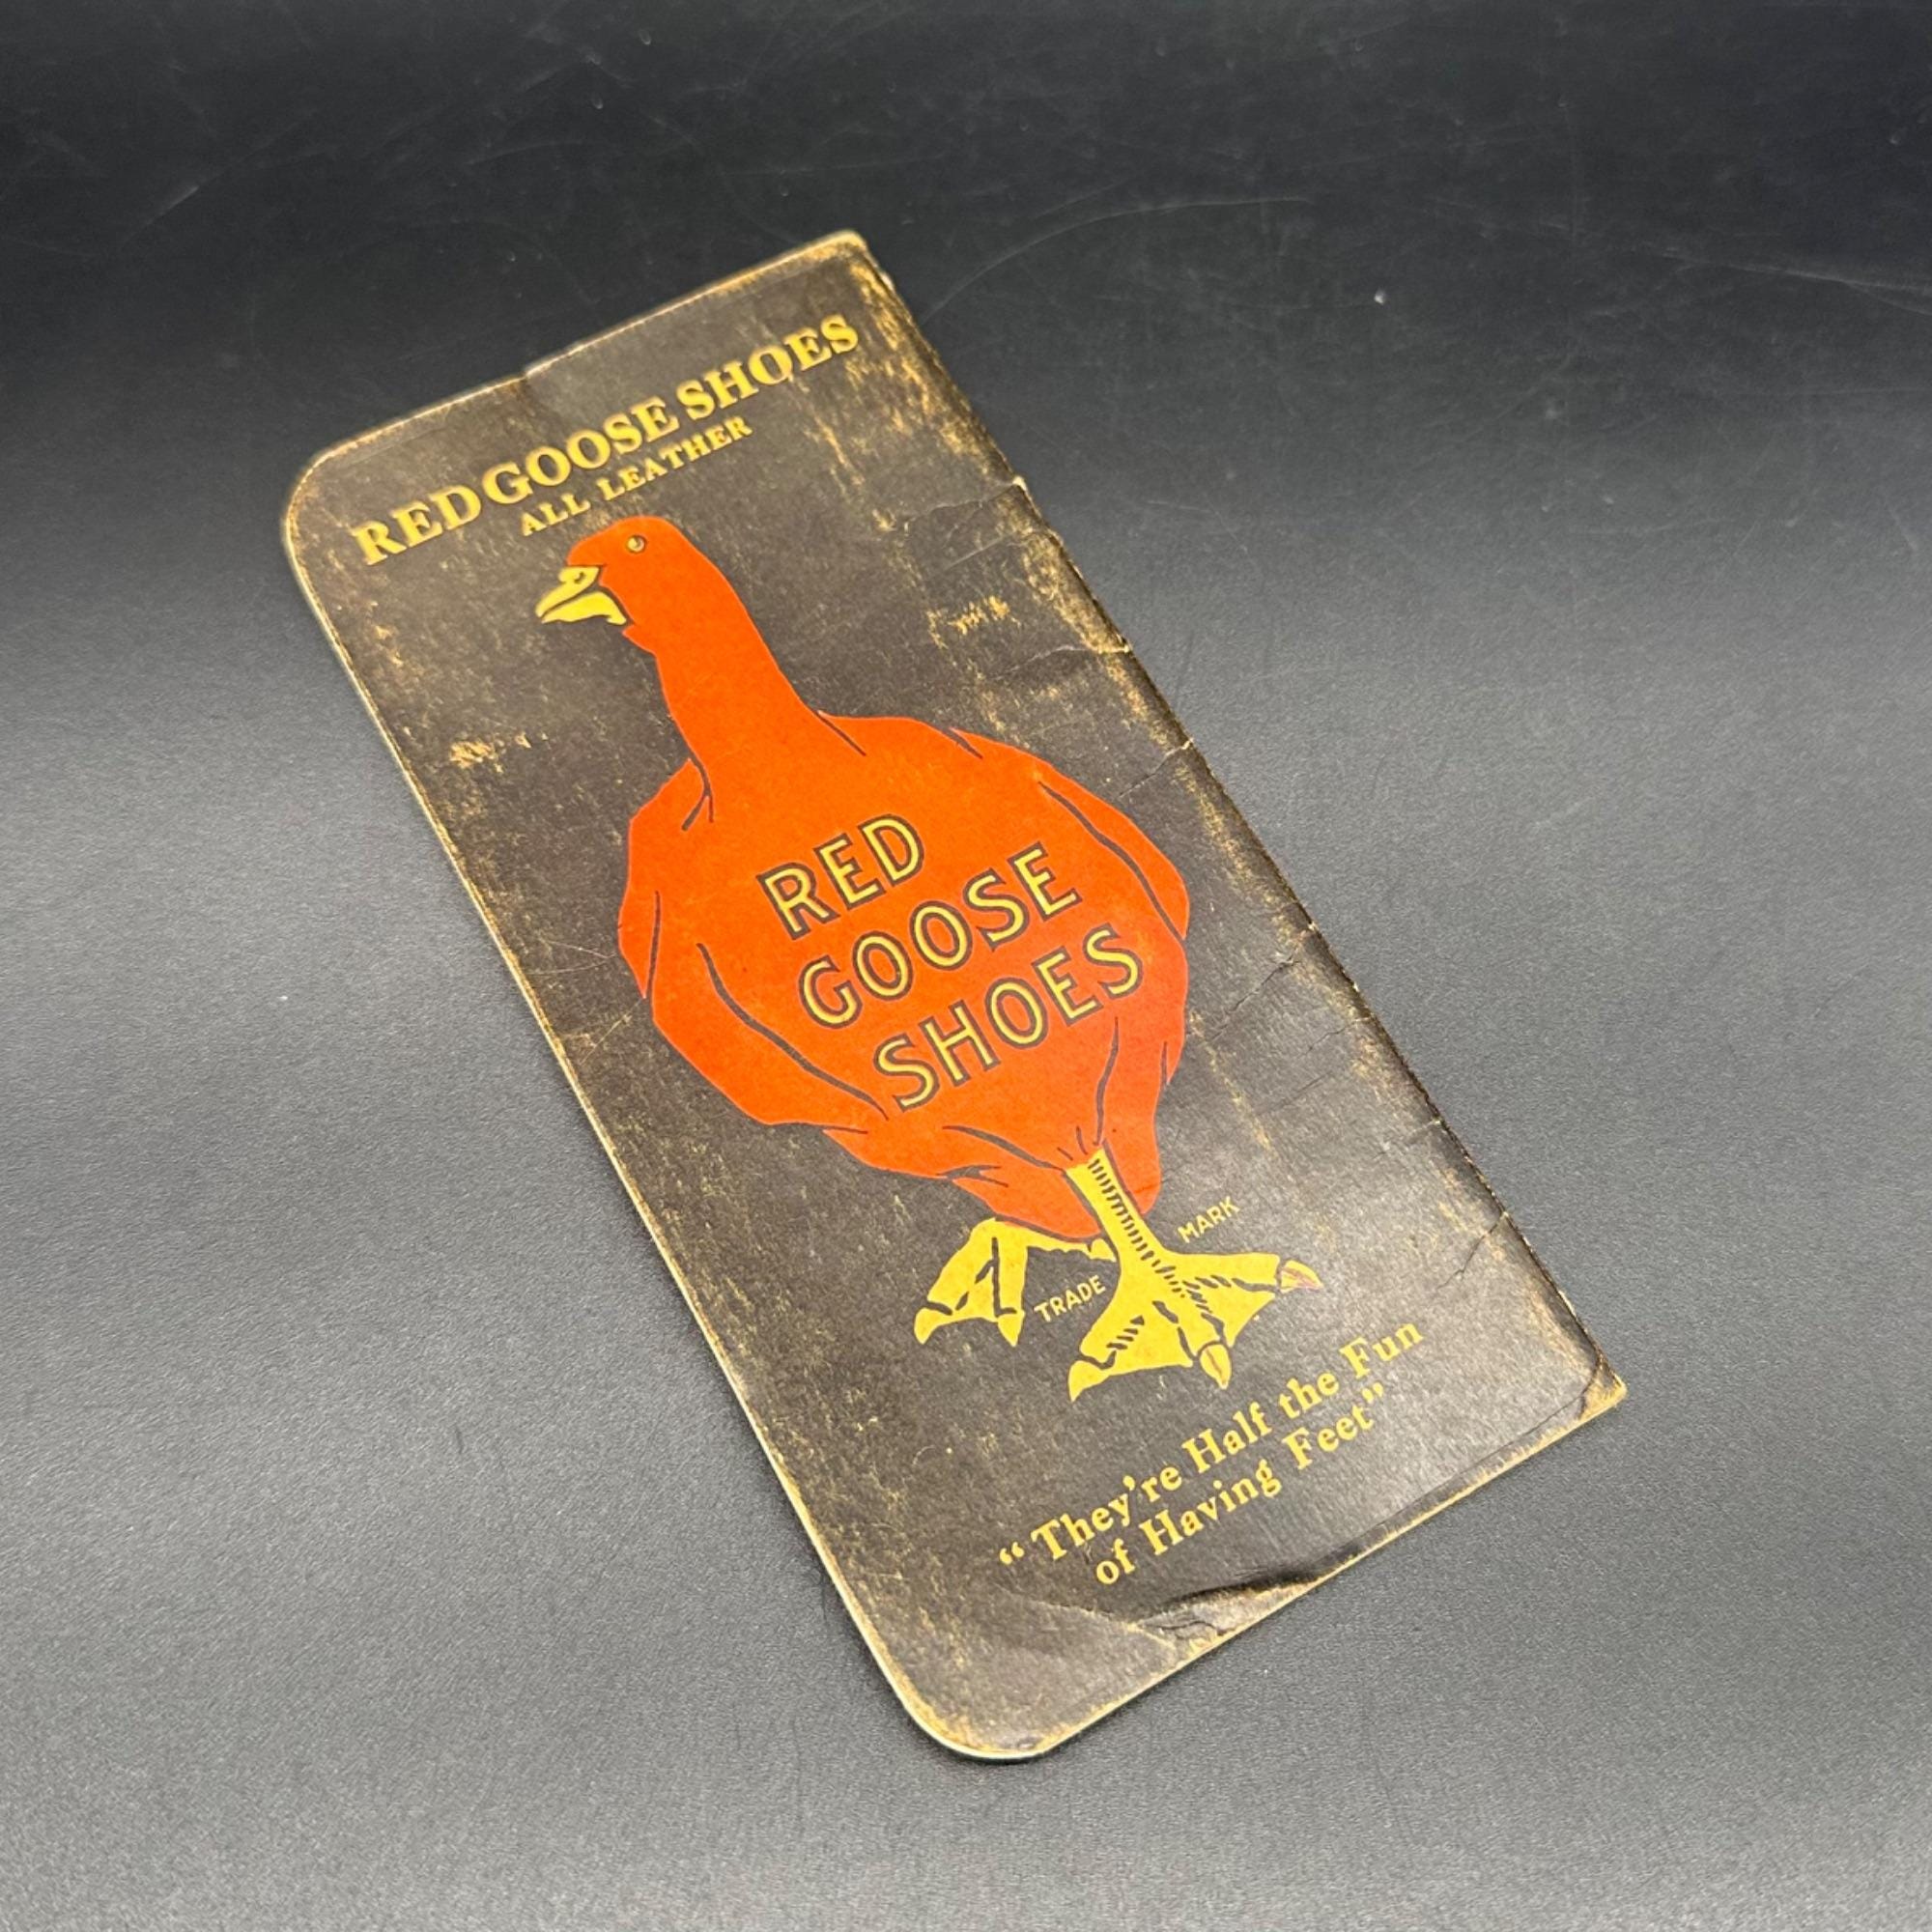 RED GOOSE SHOES
ALL LEATHER
RED
GOOSE
SHOES
TRADE MARK
“They’re Half the Fun
of Having Feet”